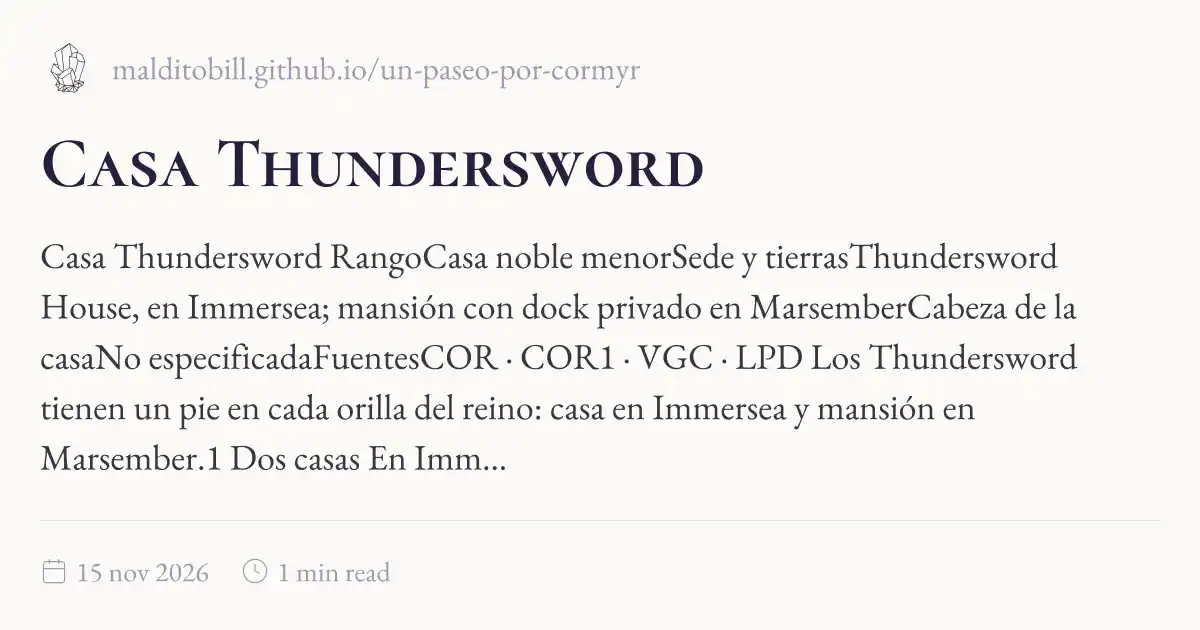 malditobill.github.io/un-paseo-por-cormyr
Casa Thundersword
Casa Thundersword RangoCasa noble menorSede y tierrasThundersword
House, en Immersea; mansión con dock privado en MarsemberCabeza de la
casaNo especificadaFuentesCOR · COR1 · VGC · LPD Los Thundersword
tienen un pie en cada orilla del reino: casa en Immersea y mansión en
Marsember.1 Dos casas En Imm...
15 nov 2026 1 min read